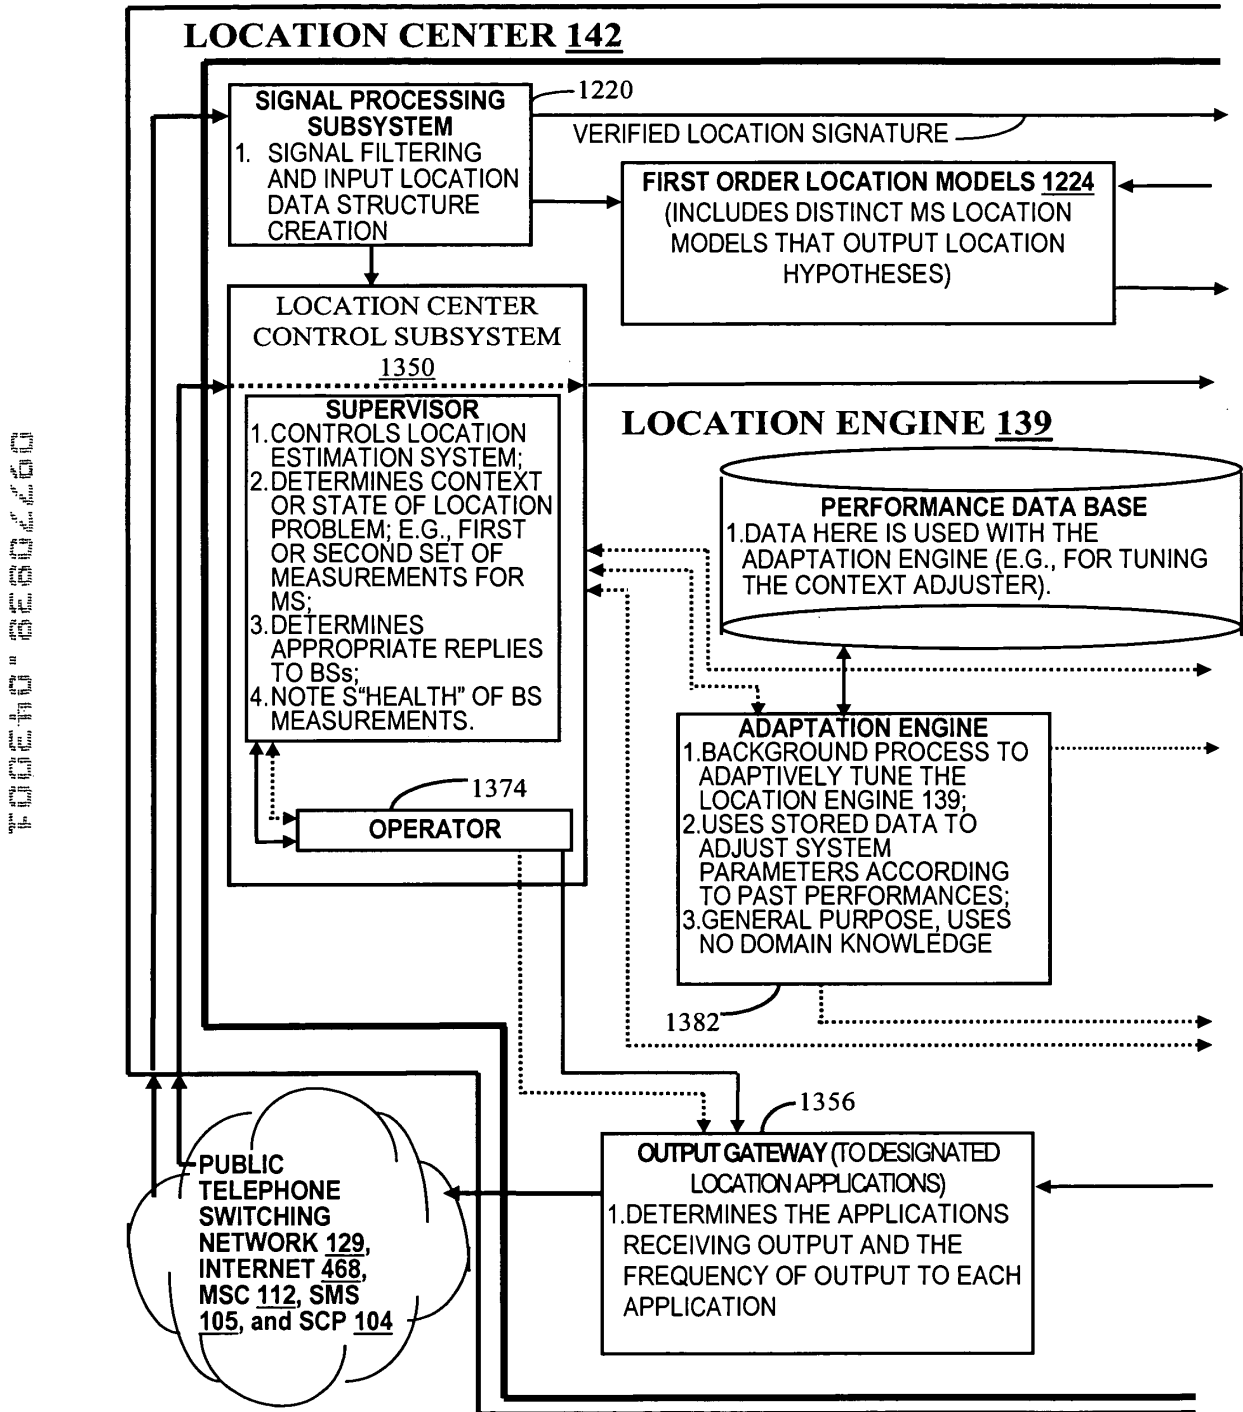 LOCATION CENTER 142
SIGNAL PROCESSING
SUBSYSTEM
1. SIGNAL FILTERING
AND INPUT LOCATION
DATA STRUCTURE
CREATION
1220
VERIFIED LOCATION SIGNATURE
FIRST ORDER LOCATION MODELS 1224
(INCLUDES DISTINCT MS LOCATION
MODELS THAT OUTPUT LOCATION
HYPOTHESES)
LOCATION CENTER
CONTROL SUBSYSTEM
1350
SUPERVISOR
1.CONTROLS LOCATION
ESTIMATION SYSTEM;
2.DETERMINES CONTEXT
OR STATE OF LOCATION
PROBLEM; E.G., FIRST
OR SECOND SET OF
MEASUREMENTS FOR
MS;
3.DETERMINES
APPROPRIATE REPLIES
TO BSs;
4.NOTE S“HEALTH” OF BS
MEASUREMENTS.
1374
OPERATOR
LOCATION ENGINE 139
PERFORMANCE DATA BASE
1.DATA HERE IS USED WITH THE
ADAPTATION ENGINE (E.G., FOR TUNING
THE CONTEXT ADJUSTER).
ADAPTATION ENGINE
1.BACKGROUND PROCESS TO
ADAPTIVELY TUNE THE
LOCATION ENGINE 139;
2.USES STORED DATA TO
ADJUST SYSTEM
PARAMETERS ACCORDING
TO PAST PERFORMANCES;
3.GENERAL PURPOSE, USES
NO DOMAIN KNOWLEDGE
1382
1356
OUTPUT GATEWAY (TO DESIGNATED
LOCATION APPLICATIONS)
1.DETERMINES THE APPLICATIONS
RECEIVING OUTPUT AND THE
FREQUENCY OF OUTPUT TO EACH
APPLICATION
PUBLIC
TELEPHONE
SWITCHING
NETWORK 129,
INTERNET 468,
MSC 112, SMS
105, and SCP 104